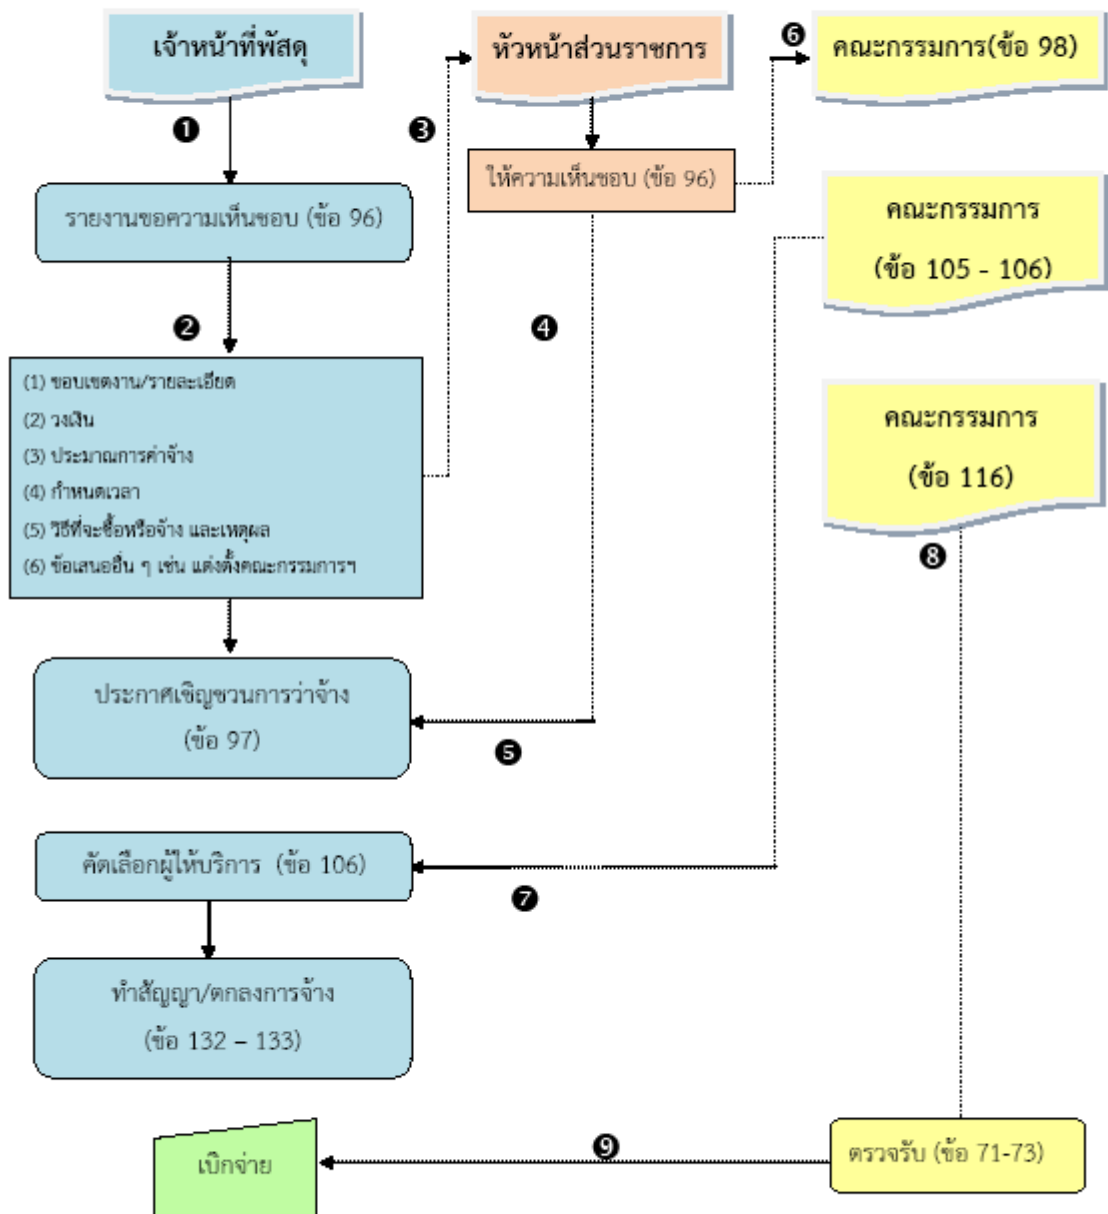 เจ้าหน้าที่พัสดุ
หัวหน้าส่วนราชการ
❻
คณะกรรมการ(ข้อ 98)
❶
❸
ให้ความเห็นชอบ (ข้อ 96)
รายงานขอความเห็นชอบ (ข้อ 96)
คณะกรรมการ
(ข้อ 105 - 106)
❷
❹
(1) ขอบเขตงาน/รายละเอียด
(2) วงเงิน
(3) ประมาณการค่าจ้าง
(4) กำหนดเวลา
(5) วิธีที่จะซื้อหรือจ้าง และเหตุผล
(6) ข้อเสนออื่น ๆ เช่น แต่งตั้งคณะกรรมการฯ
คณะกรรมการ
(ข้อ 116)
❽
ประกาศเชิญชวนการว่าจ้าง
(ข้อ 97)
❺
คัดเลือกผู้ให้บริการ (ข้อ 106)
❼
ทำสัญญา/ตกลงการจ้าง
(ข้อ 132 – 133)
เบิกจ่าย
❾
ตรวจรับ (ข้อ 71-73)